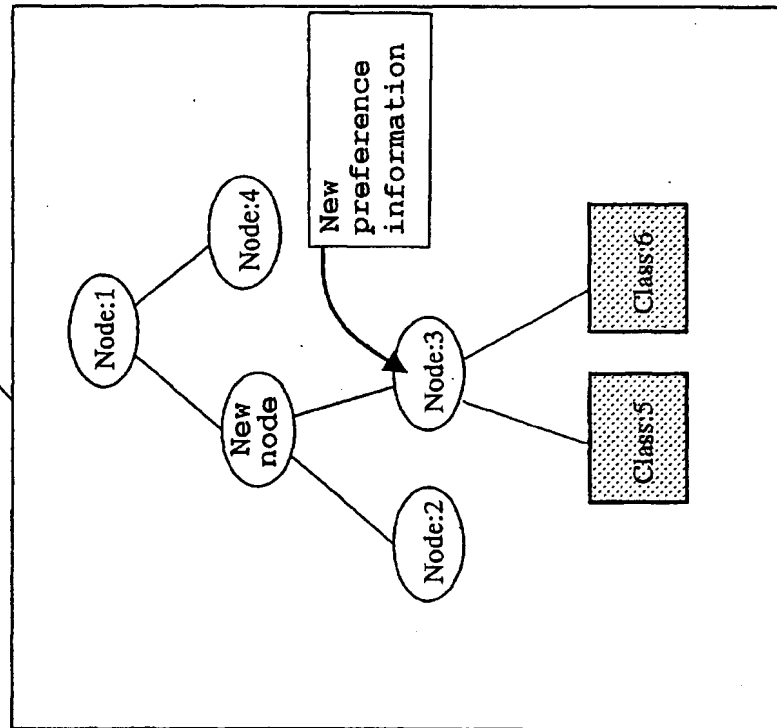 Node:1
Node:4
New
node
New
preference
information
Node:2
Node:3
Class:5
Class:6